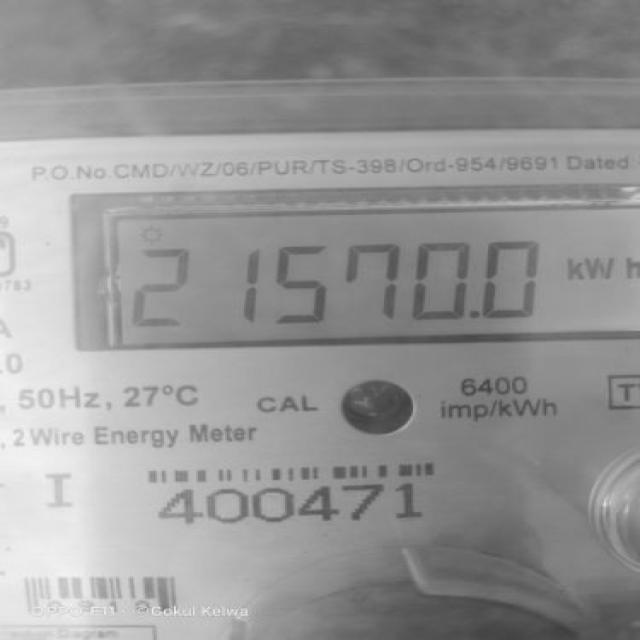 P.O.No.CMD/WZ/06/PUR/TS-398/Ord-954/9691 Dated
21570.0 kW h
, 50Hz, 27°C
CAL
6400
imp/kWh
, 2 Wire Energy Meter
I
400471
©Gokul Kelwa